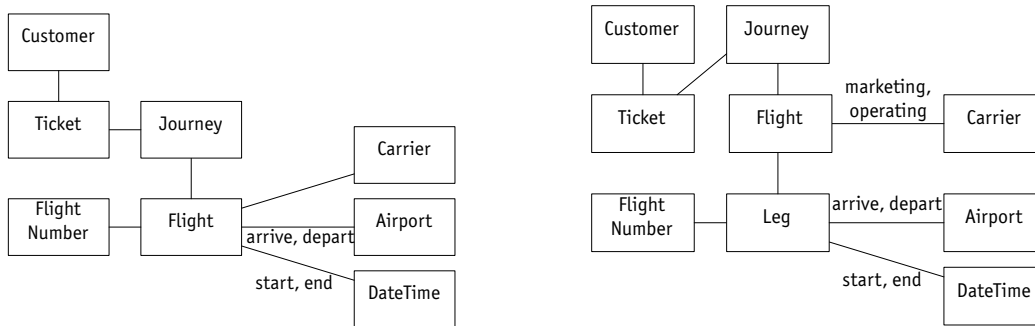 Customer
Ticket
Journey
Carrier
Flight
Number
Flight
Airport
arrive, depart
start, end
DateTime
Customer
Journey
marketing,
operating
Ticket
Flight
Carrier
Flight
Number
Leg
arrive, depart
Airport
start, end
DateTime